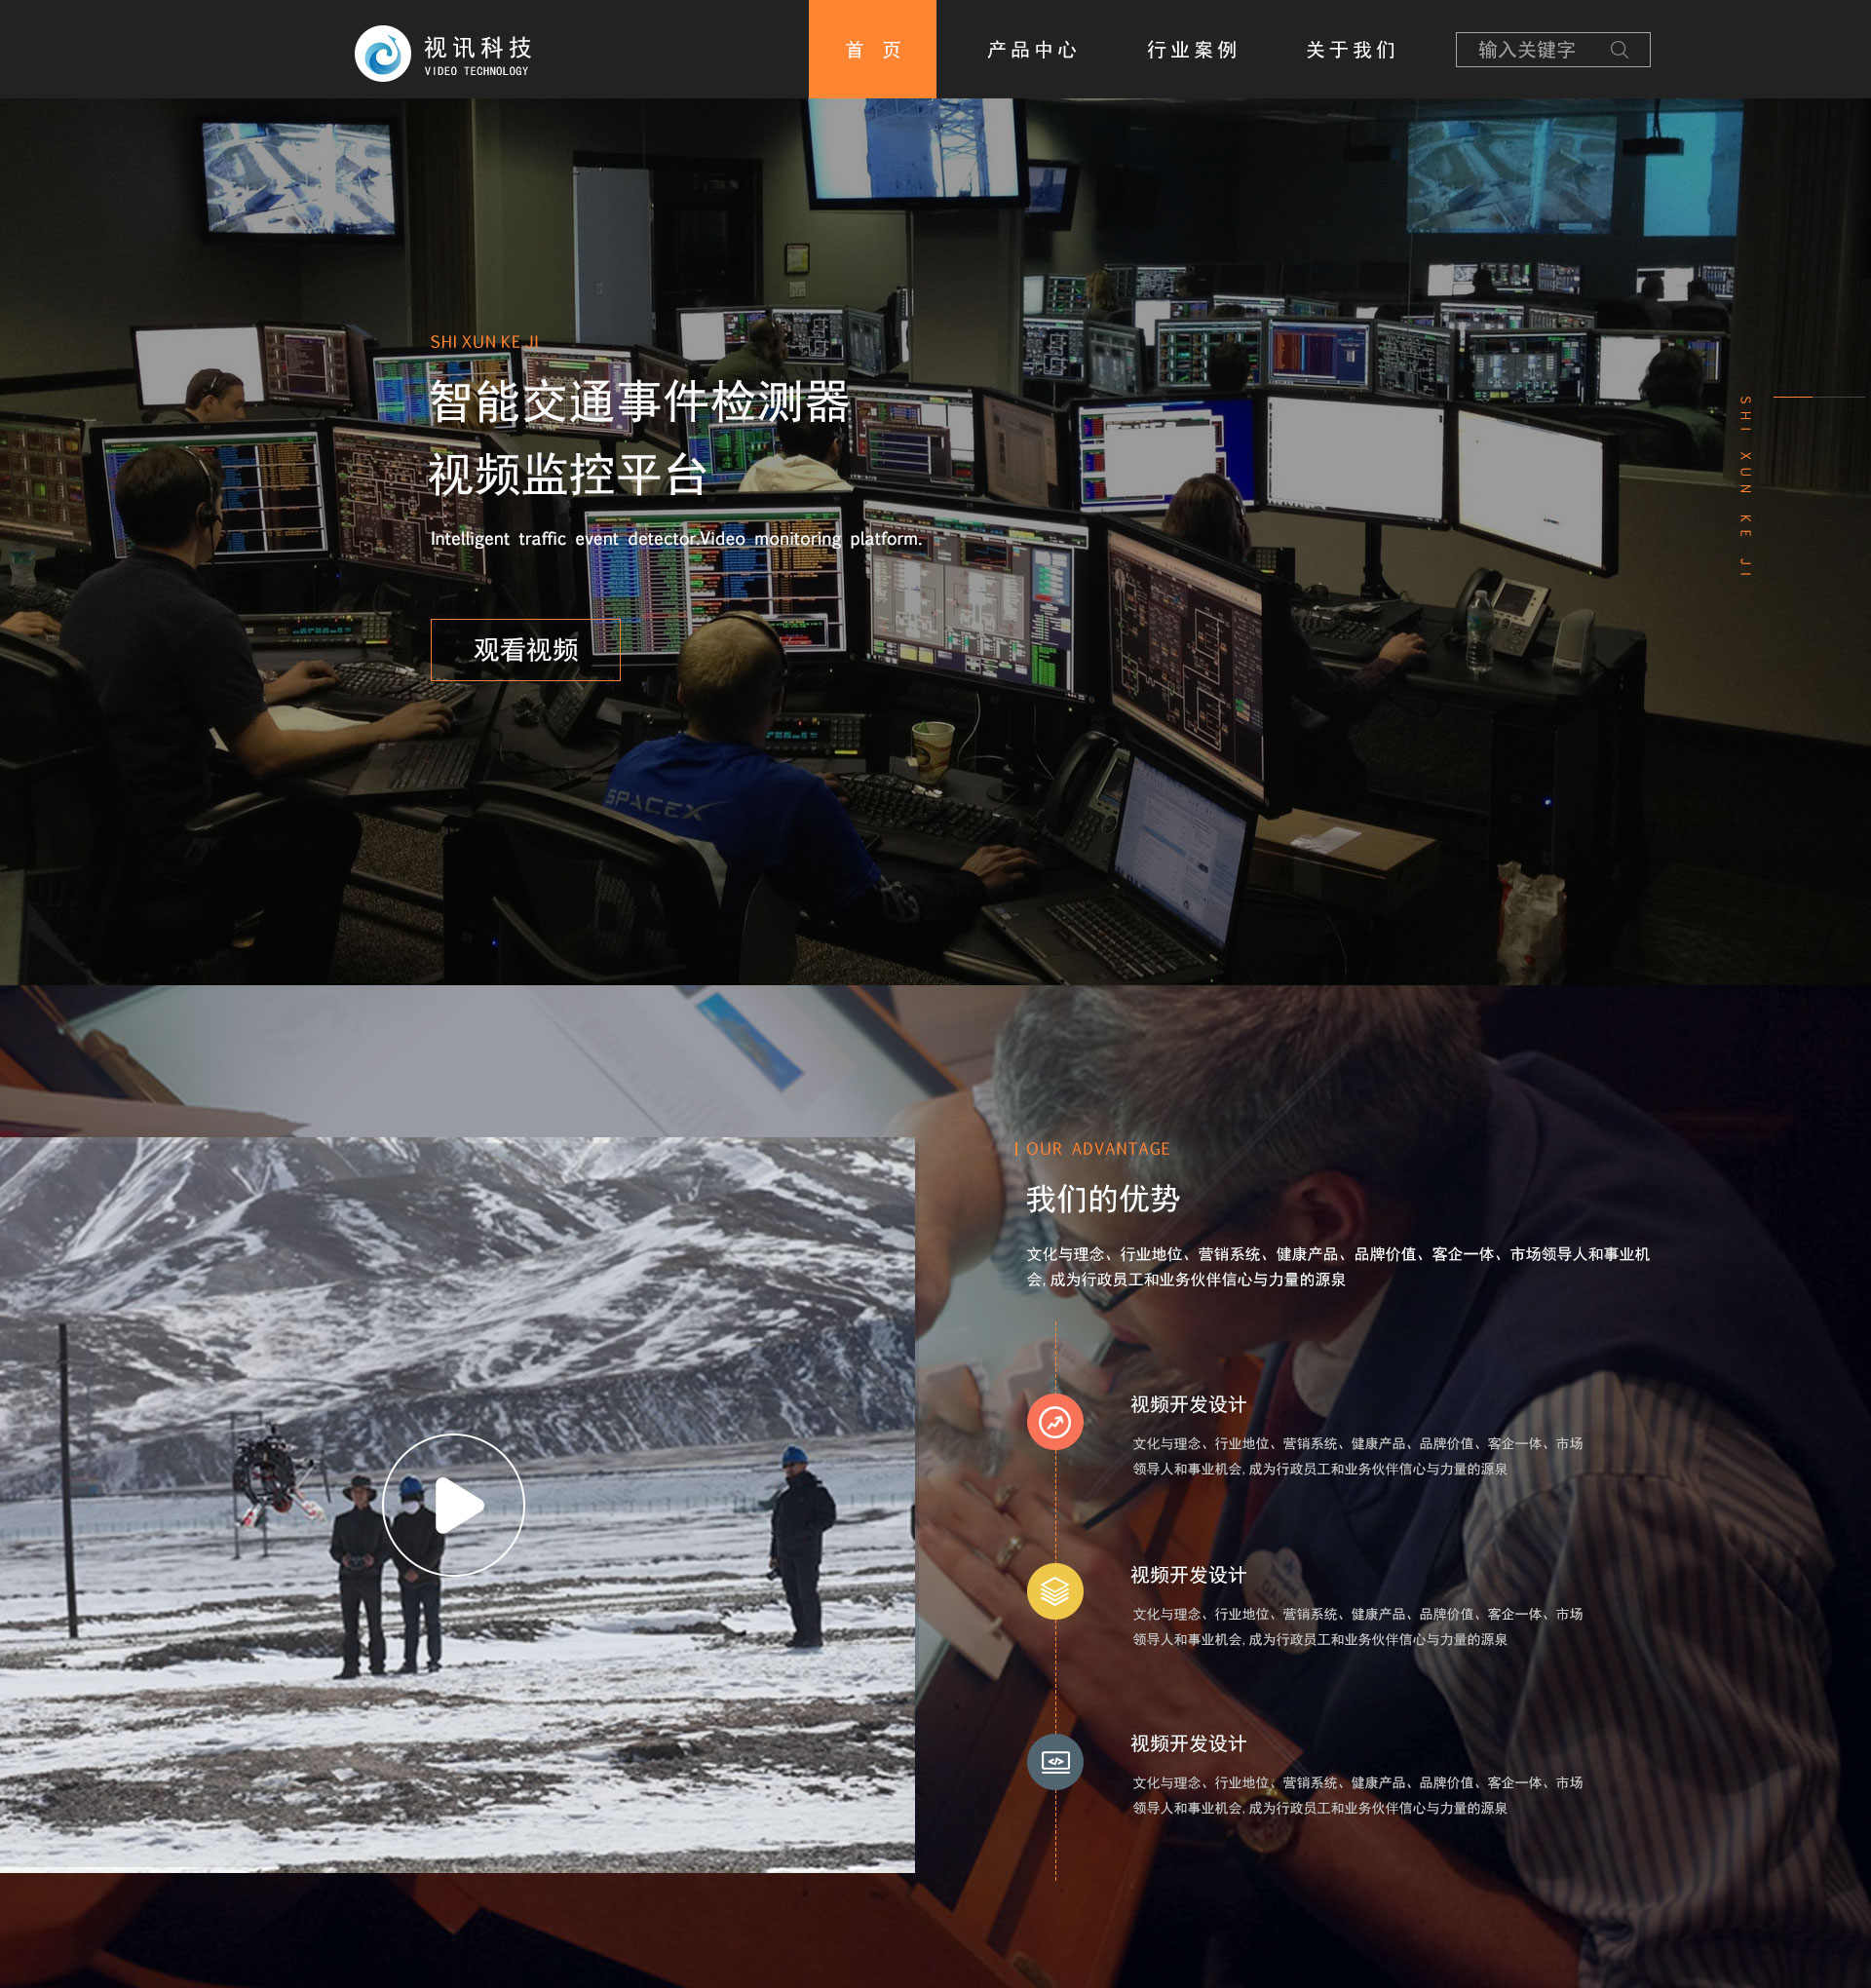 视讯科技
VIDEO TECHNOLOGY
首 页
产品中心
行业案例
关于我们
输入关键字
SHI XUN KE JI
智能交通事件检测器
视频监控平台
Intelligent traffic event detector.Video monitoring platform.
观看视频
SHI XUN KE JI
SPACEX
OUR ADVANTAGE
我们的优势
文化与理念、行业地位、营销系统、健康产品、品牌价值、客企一体、市场领导人和事业机
会, 成为行政员工和业务伙伴信心与力量的源泉
视频开发设计
文化与理念、行业地位、营销系统、健康产品、品牌价值、客企一体、市场
领导人和事业机会, 成为行政员工和业务伙伴信心与力量的源泉
视频开发设计
文化与理念、行业地位、营销系统、健康产品、品牌价值、客企一体、市场
领导人和事业机会, 成为行政员工和业务伙伴信心与力量的源泉
视频开发设计
文化与理念、行业地位、营销系统、健康产品、品牌价值、客企一体、市场
领导人和事业机会, 成为行政员工和业务伙伴信心与力量的源泉